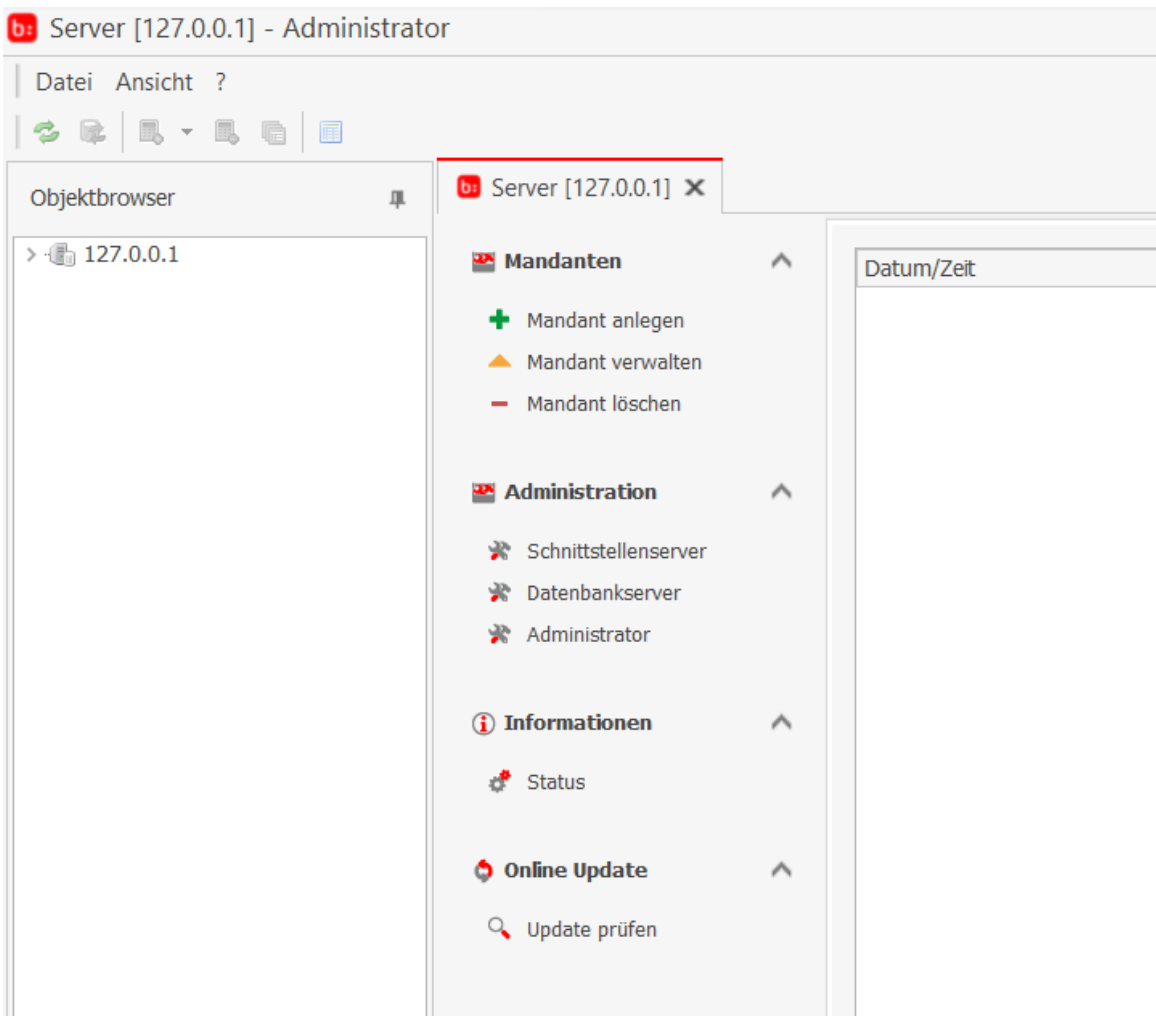 b: Server [127.0.0.1] - Administrator
Datei Ansicht ?
Objektbrowser
127.0.0.1
b: Server [127.0.0.1]
Mandanten
Mandant anlegen
Mandant verwalten
Mandant löschen
Administration
Schnittstellenserver
Datenbankserver
Administrator
Informationen
Status
Online Update
Update prüfen
Datum/Zeit